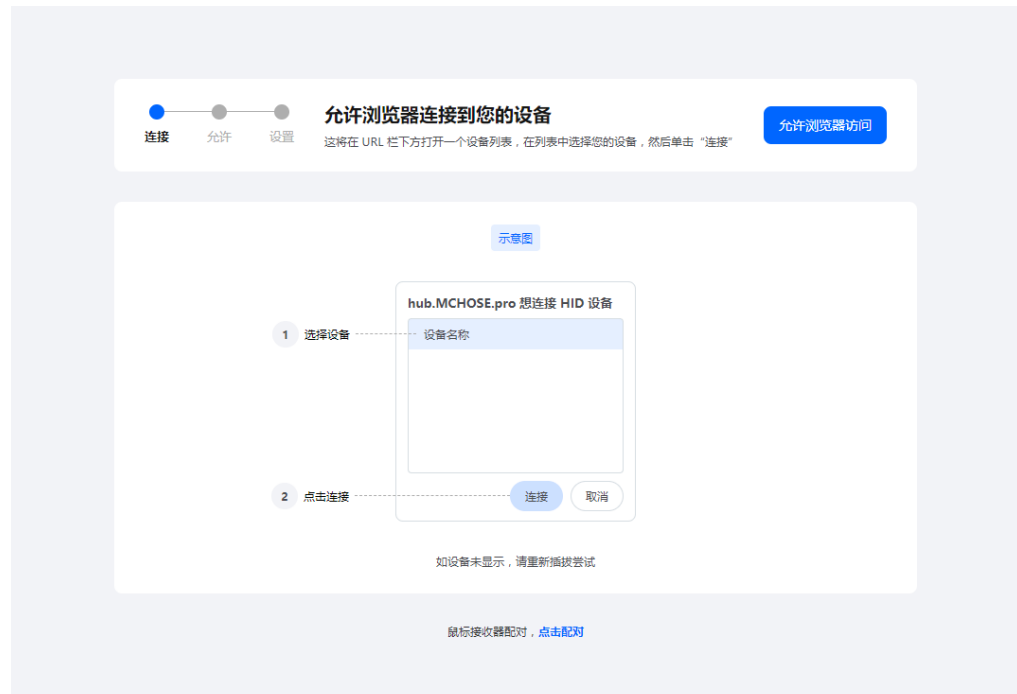 连接
允许
设置
允许浏览器连接到您的设备
这将在 URL 栏下方打开一个设备列表，在列表中选择您的设备，然后单击“连接”
允许浏览器访问
示意图
hub.MCHOSE.pro 想连接 HID 设备
1 选择设备
设备名称
2 点击连接
连接
取消
如设备未显示，请重新插拔尝试
鼠标接收器配对，点击配对